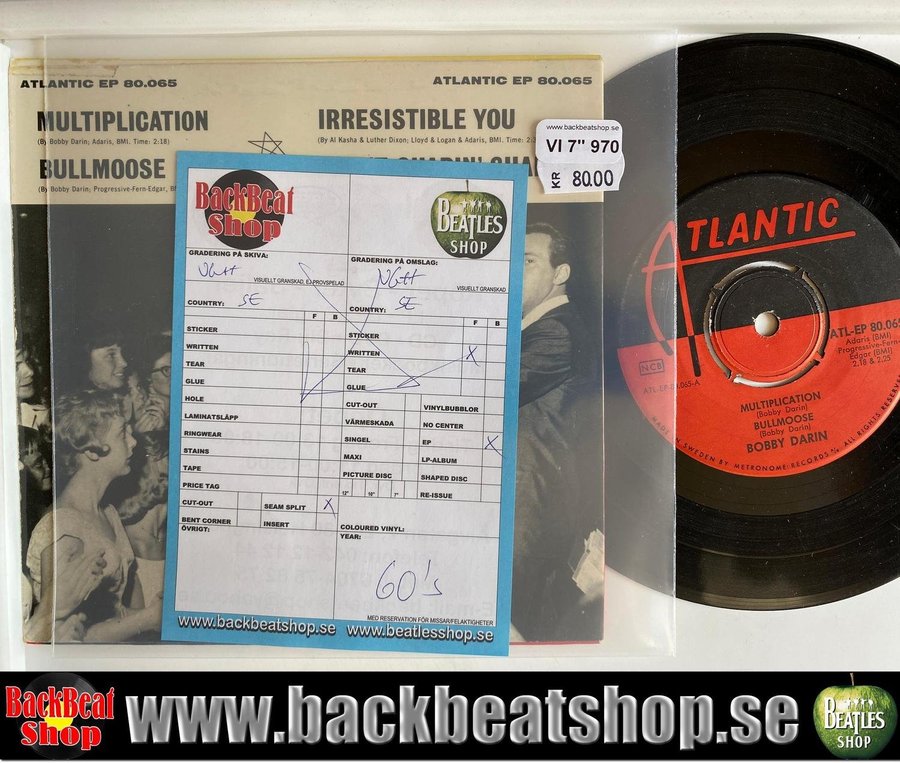 ATLANTIC EP 80.065
ATLANTIC EP 80.065
MULTIPLICATION
(By Bobby Darin; Adaris, BMI. Time: 2:18)
BULLMOOSE
(By Bobby Darin; Progressive-Fern-Edgar,
IRRESISTIBLE YOU
(By Al Kasha & Luther Dixon; Lloyd & Logan & Adaris, BMI. Time:
www.backbeatshop.se
VI 7" 970
KR 80.00
BackBeat
Shop
BEATLES
SHOP
GRADERING PÅ SKIVA:
VG++
VISUELLT GRANSKAD, EJ PROVSPELAD
GRADERING PÅ OMSLAG:
VG++
VISUELLT GRANSKAD
COUNTRY: SE
COUNTRY: SE
F B
F B
STICKER
WRITTEN
TEAR
GLUE
HOLE
LAMINATSLÄPP
RINGWEAR
STAINS
TAPE
PRICE TAG
CUT-OUT
SEAM SPLIT X
BENT CORNER
INSERT
ÖVRIGT:
STICKER
WRITTEN X
TEAR
GLUE
CUT-OUT
VINYLBUBBLOR
VÄRMESKADA
NO CENTER
SINGEL
EP X
MAXI
LP-ALBUM
PICTURE DISC
SHAPED DISC
12" 10" 7"
RE-ISSUE
COLOURED VINYL:
YEAR:
60's
MED RESERVATION FÖR MISSAR/FELAKTIGHETER
www.backbeatshop.se www.beatlesshop.se
ATLANTIC
ATL-EP 80.065
Adaris (BMI)
Progressive-Fern-
Edgar (BMI)
2.18 & 2.25
NCB
ATL-EP-80.065-A
MULTIPLICATION
(Bobby Darin)
BULLMOOSE
(Bobby Darin)
BOBBY DARIN
MADE IN SWEDEN BY METRONOME RECORDS A/B ALL RIGHTS
BackBeat
Shop
www.backbeatshop.se
BEATLES
SHOP